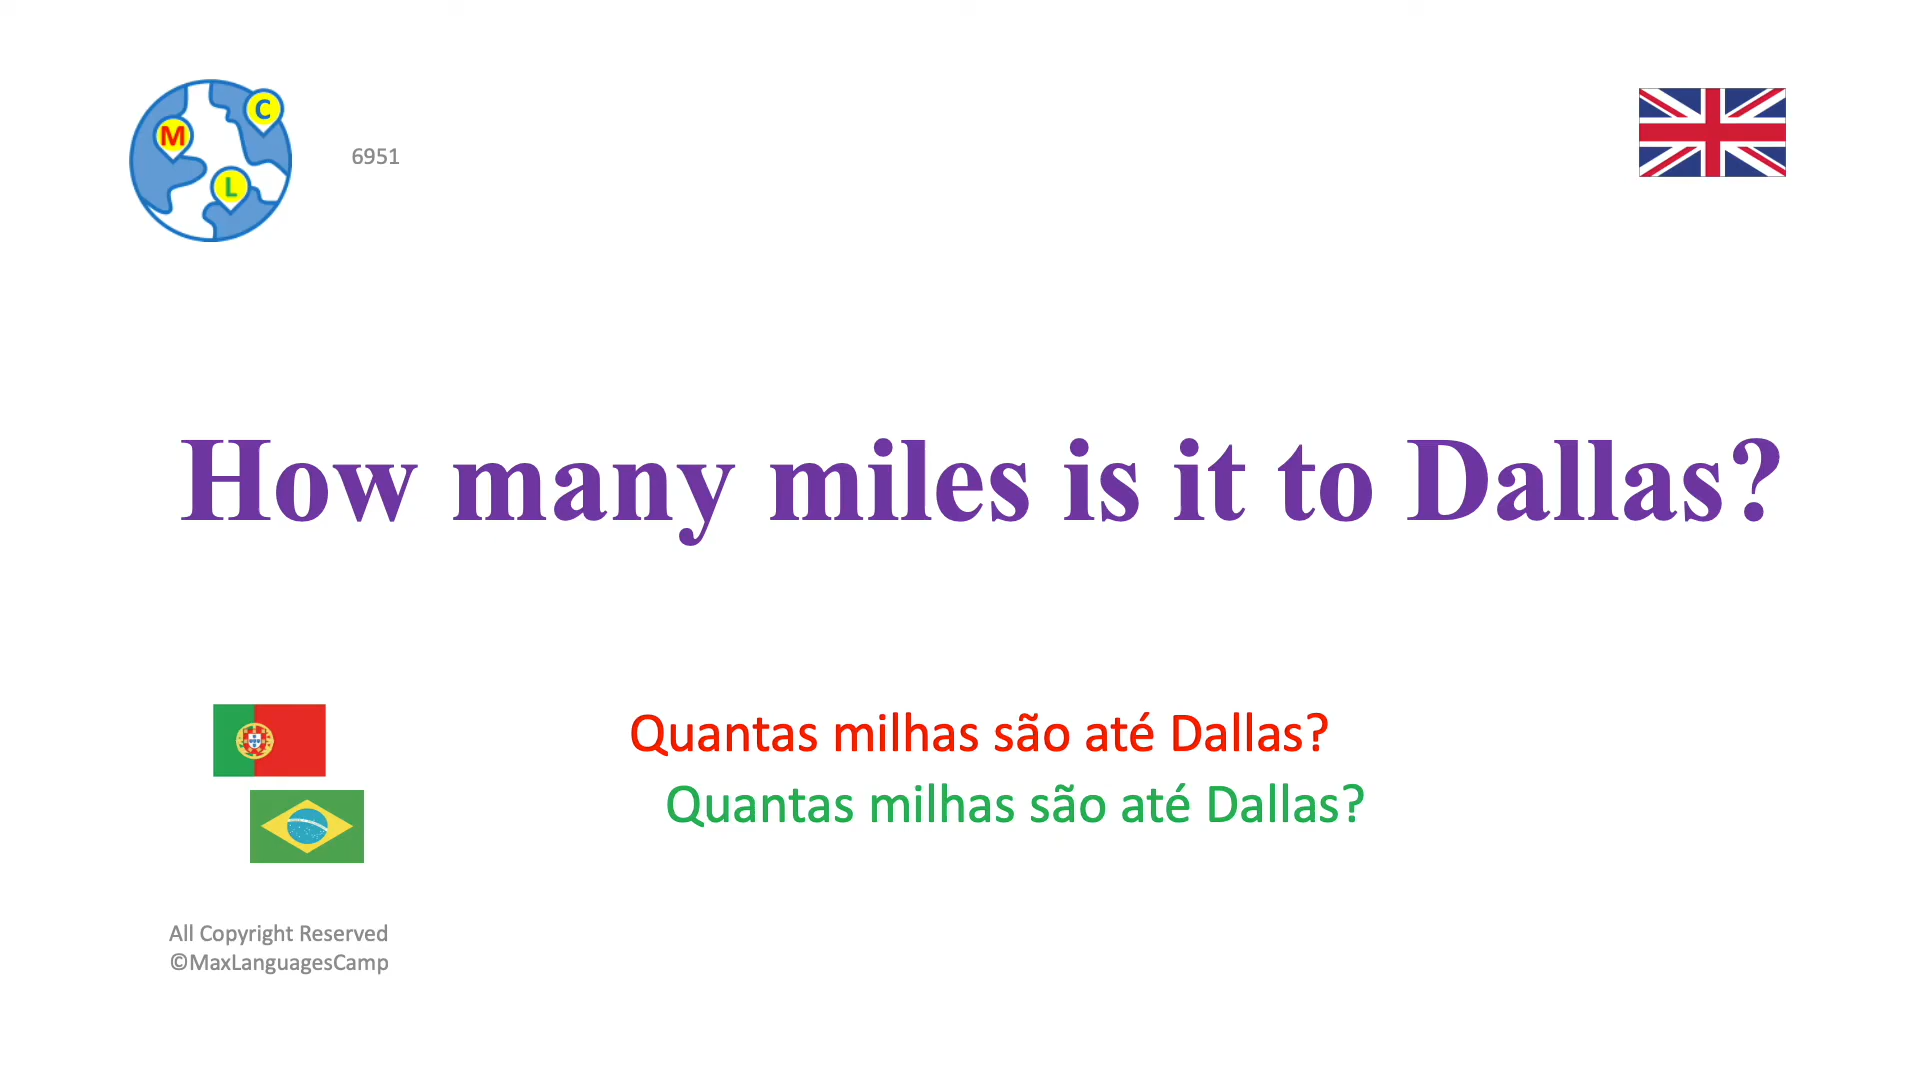 M
C
L
6951
How many miles is it to Dallas?
Quantas milhas são até Dallas?
Quantas milhas são até Dallas?
All Copyright Reserved
©MaxLanguagesCamp